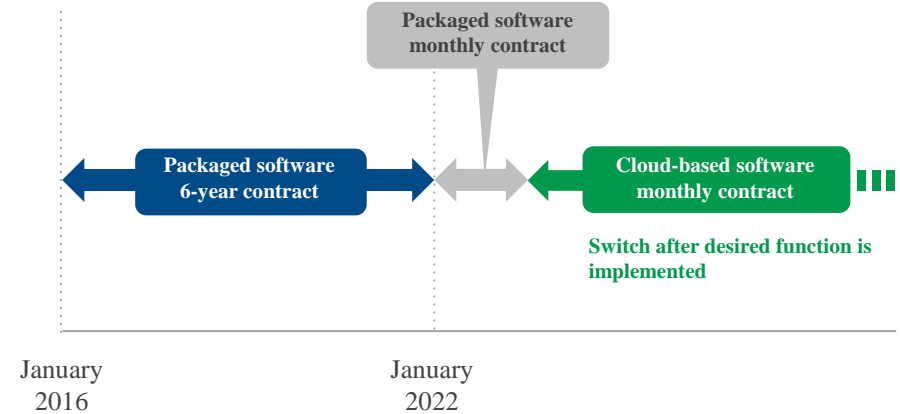 Packaged software
monthly contract
Packaged software
6-year contract
Cloud-based software
monthly contract
Switch after desired function is
implemented
January
2016
January
2022